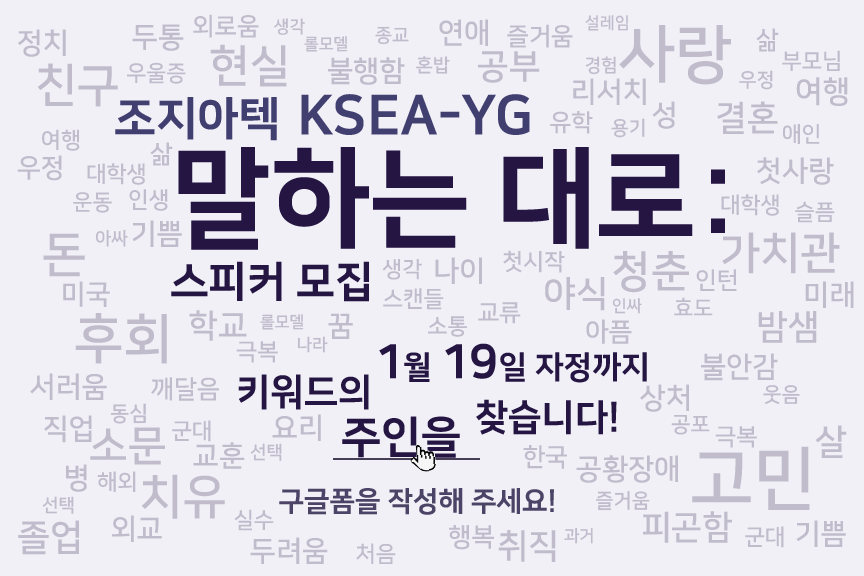 정치 두통 외로움 생각 롤모델 종교 연애 즐거움 설레임 사랑 삶 부모님
친구 우울증 현실 불행함 혼밥 공부 경험 리서치 우정 여행
조지아텍 KSEA-YG 유학 용기 성 결혼 애인
여행 삶
우정 대학생 첫사랑
운동 인생 말하는 대로: 대학생 슬픔
돈 아싸 기쁨 가치관
스피커 모집 생각 나이 첫시작 청춘 인턴
미국 스캔들 교류 야식 인싸 효도 미래
후회 학교 롤모델 꿈 소통 아픔 밤샘
극복 나라
1월 19일 자정까지 불안감
서러움 깨달음 키워드의 상처 웃음
동심 찾습니다!
직업 소문 군대 요리 주인을 공포 극복 살
교훈 선택 한국 공황장애 고민
병 해외 치유
선택 구글폼을 작성해 주세요! 즐거움
졸업 외교 실수 행복 취직 과거 피곤함 군대 기쁨
두려움 처음